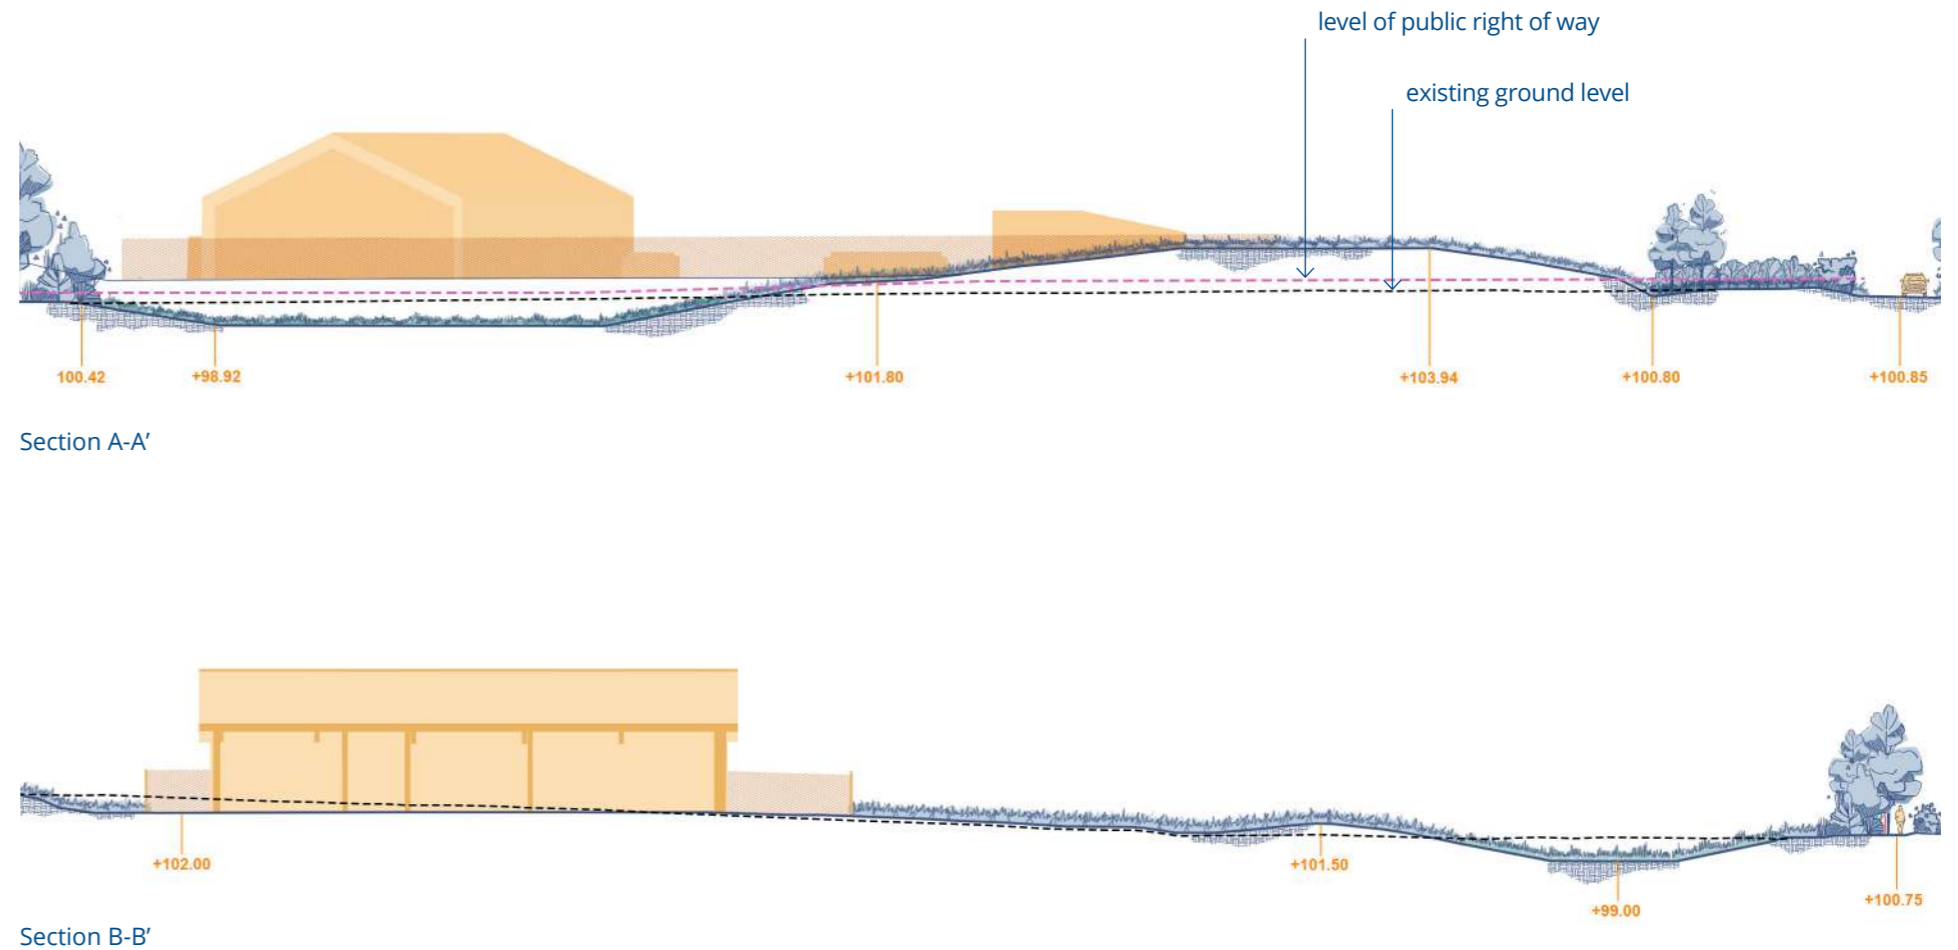 level of public right of way
existing ground level
100.42
+98.92
+101.80
+103.94
+100.80
+100.85
Section A-A’
+102.00
+101.50
+99.00
+100.75
Section B-B’